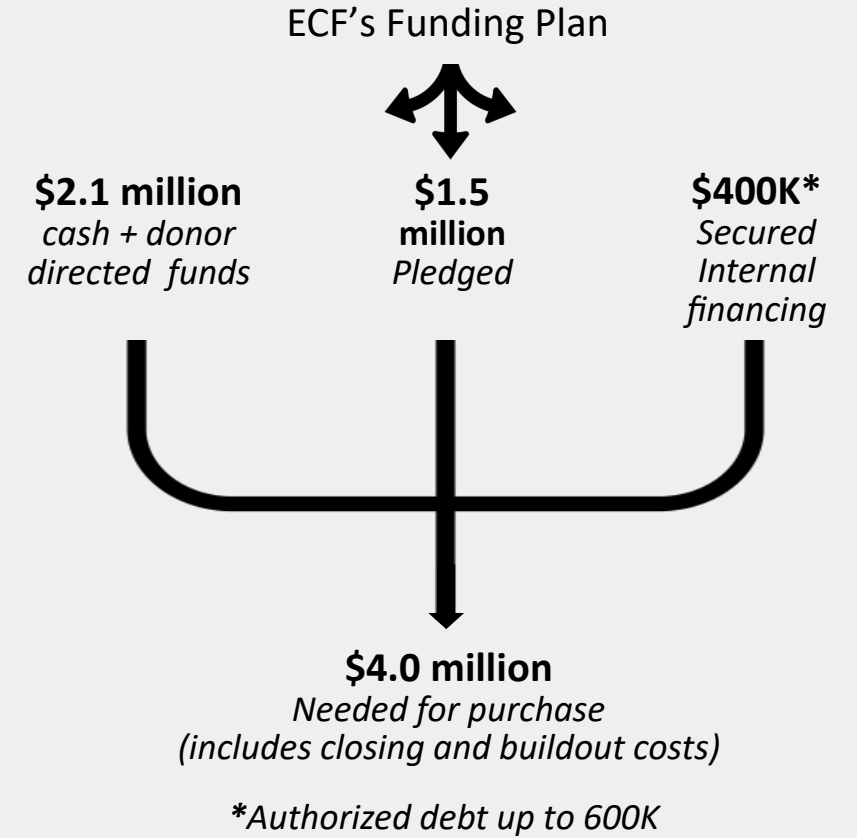 ECF’s Funding Plan
$2.1 million
cash + donor
directed funds
$1.5
million
Pledged
$400K*
Secured
Internal
financing
$4.0 million
Needed for purchase
(includes closing and buildout costs)
*Authorized debt up to 600K